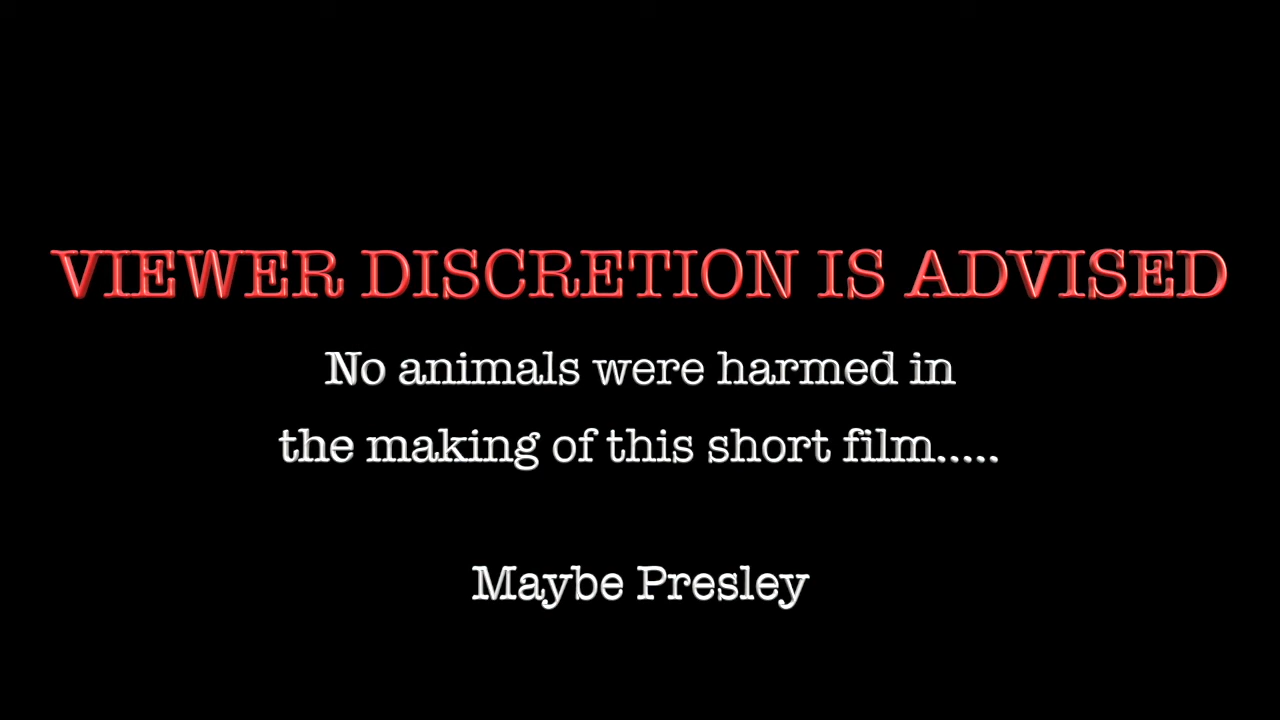 VIEWER DISCRETION IS ADVISED
No animals were harmed in
the making of this short film.....
Maybe Presley